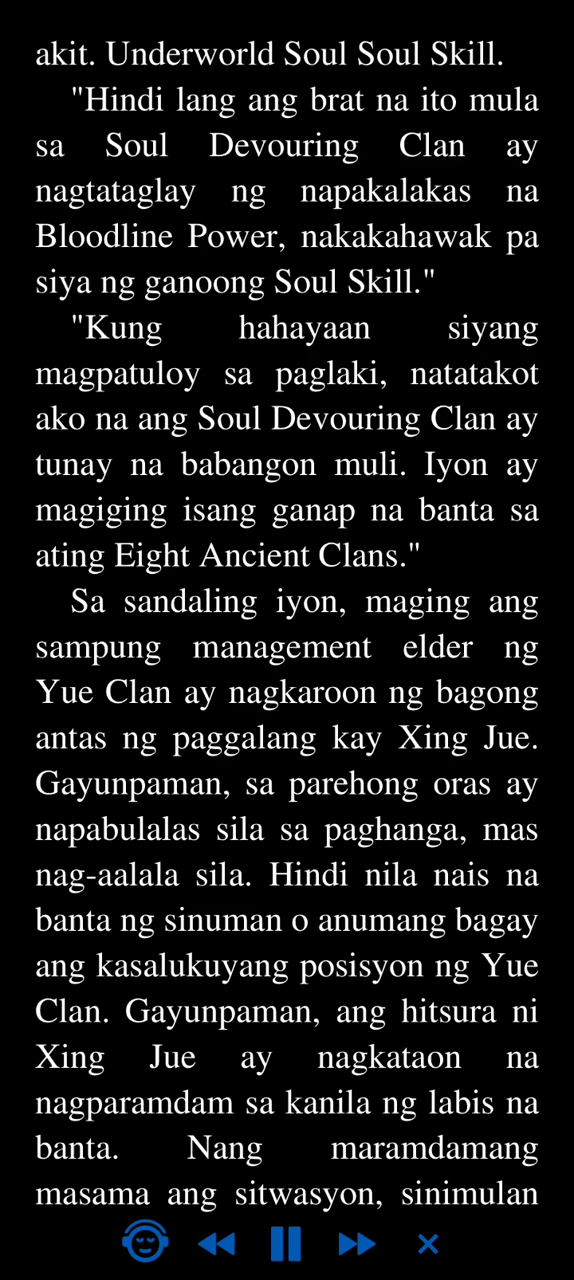 akit. Underworld Soul Soul Skill.
"Hindi lang ang brat na ito mula
sa Soul Devouring Clan ay
nagtataglay ng napakalakas na
Bloodline Power, nakakahawak pa
siya ng ganoong Soul Skill."
"Kung hahayaan siyang
magpatuloy sa paglaki, natatakot
ako na ang Soul Devouring Clan ay
tunay na babangon muli. Iyon ay
magiging isang ganap na banta sa
ating Eight Ancient Clans."
Sa sandaling iyon, maging ang
sampung management elder ng
Yue Clan ay nagkaroon ng bagong
antas ng paggalang kay Xing Jue.
Gayunpaman, sa parehong oras ay
napabulalas sila sa paghanga, mas
nag-aalala sila. Hindi nila nais na
banta ng sinuman o anumang bagay
ang kasalukuyang posisyon ng Yue
Clan. Gayunpaman, ang hitsura ni
Xing Jue ay nagkataon na
nagparamdam sa kanila ng labis na
banta. Nang maramdamang
masama ang sitwasyon, sinimulan